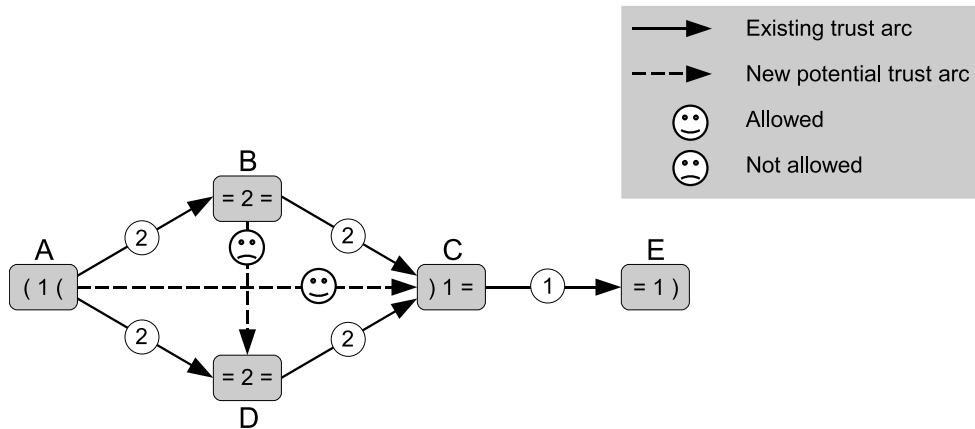 Existing trust arc
New potential trust arc
Allowed
Not allowed
B
= 2 =
2
2
A
( 1 (
C
) 1 =
1
E
= 1 )
2
2
= 2 =
D